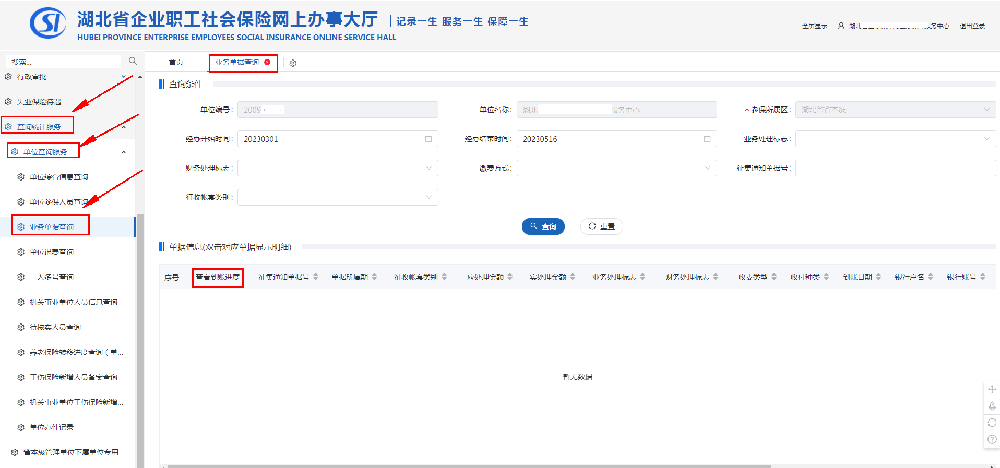 湖北省企业职工社会保险网上办事大厅 记录一生 服务一生 保障一生
HUBEI PROVINCE ENTERPRISE EMPLOYEES SOCIAL INSURANCE ONLINE SERVICE HALL
全屏显示 湖北 服务中心 退出登录
搜索...
行政审批
失业保险待遇
查询统计服务
单位查询服务
单位综合信息查询
单位参保人员查询
业务单据查询
单位退费查询
一人多号查询
机关事业单位人员信息查询
待核实人员查询
养老保险转移进度查询（单...
工伤保险新增人员备案查询
机关事业单位工伤保险新增...
单位办件记录
省本级管理单位下属单位专用
首页 业务单据查询
查询条件
单位编号： 2009 单位名称： 湖北 服务中心 * 参保所属区： 湖北省省本级
经办开始时间： 20230301 经办结束时间： 20230516 业务处理标志：
财务处理标志： 缴费方式： 征集通知单据号：
征收帐套类别：
查询 重置
单据信息(双击对应单据显示明细)
序号 查看到账进度 征集通知单据号 单据所属期 征收帐套类别 应处理金额 实处理金额 业务处理标志 财务处理标志 收支类型 收付种类 到账日期 银行户名 银行账号
暂无数据